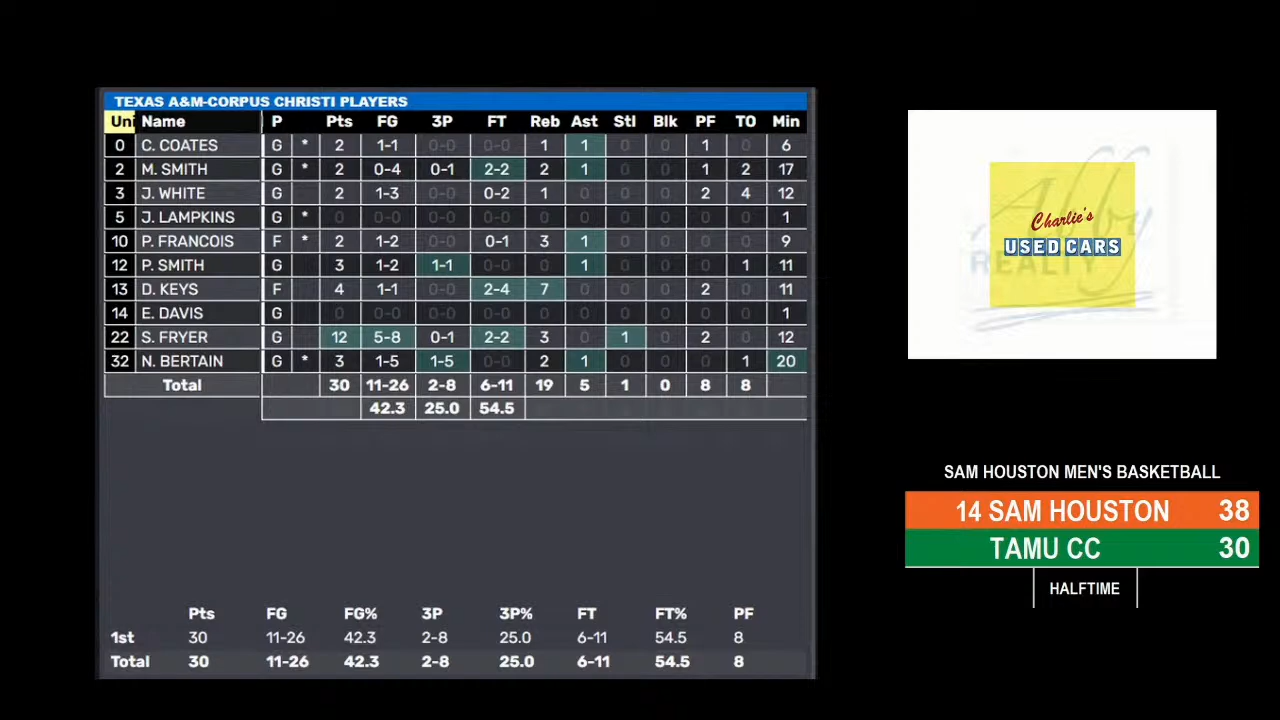 TEXAS A&M-CORPUS CHRISTI PLAYERS
Uni Name P Pts FG 3P FT Reb Ast Stl Blk PF TO Min
0 C. COATES G * 2 1-1 0-0 0-0 1 1 0 0 1 0 6
2 M. SMITH G * 2 0-4 0-1 2-2 2 1 0 0 1 2 17
3 J. WHITE G 2 1-3 0-0 0-2 1 0 0 0 2 4 12
5 J. LAMPKINS G * 0 0-0 0-0 0-0 0 0 0 0 0 0 1
10 P. FRANCOIS F * 2 1-2 0-0 0-1 3 1 0 0 0 0 9
12 P. SMITH G 3 1-2 1-1 0-0 0 1 0 0 0 1 11
13 D. KEYS F 4 1-1 0-0 2-4 7 0 0 0 2 0 11
14 E. DAVIS G 0 0-0 0-0 0-0 0 0 0 0 0 0 1
22 S. FRYER G 12 5-8 0-1 2-2 3 0 1 0 2 0 12
32 N. BERTAIN G * 3 1-5 1-5 0-0 2 1 0 0 0 1 20
Total 30 11-26 2-8 6-11 19 5 1 0 8 8
42.3 25.0 54.5
Pts FG FG% 3P 3P% FT FT% PF
1st 30 11-26 42.3 2-8 25.0 6-11 54.5 8
Total 30 11-26 42.3 2-8 25.0 6-11 54.5 8
Abby
REALTY
Charlie's
USED CARS
SAM HOUSTON MEN'S BASKETBALL
14 SAM HOUSTON 38
TAMU CC 30
HALFTIME